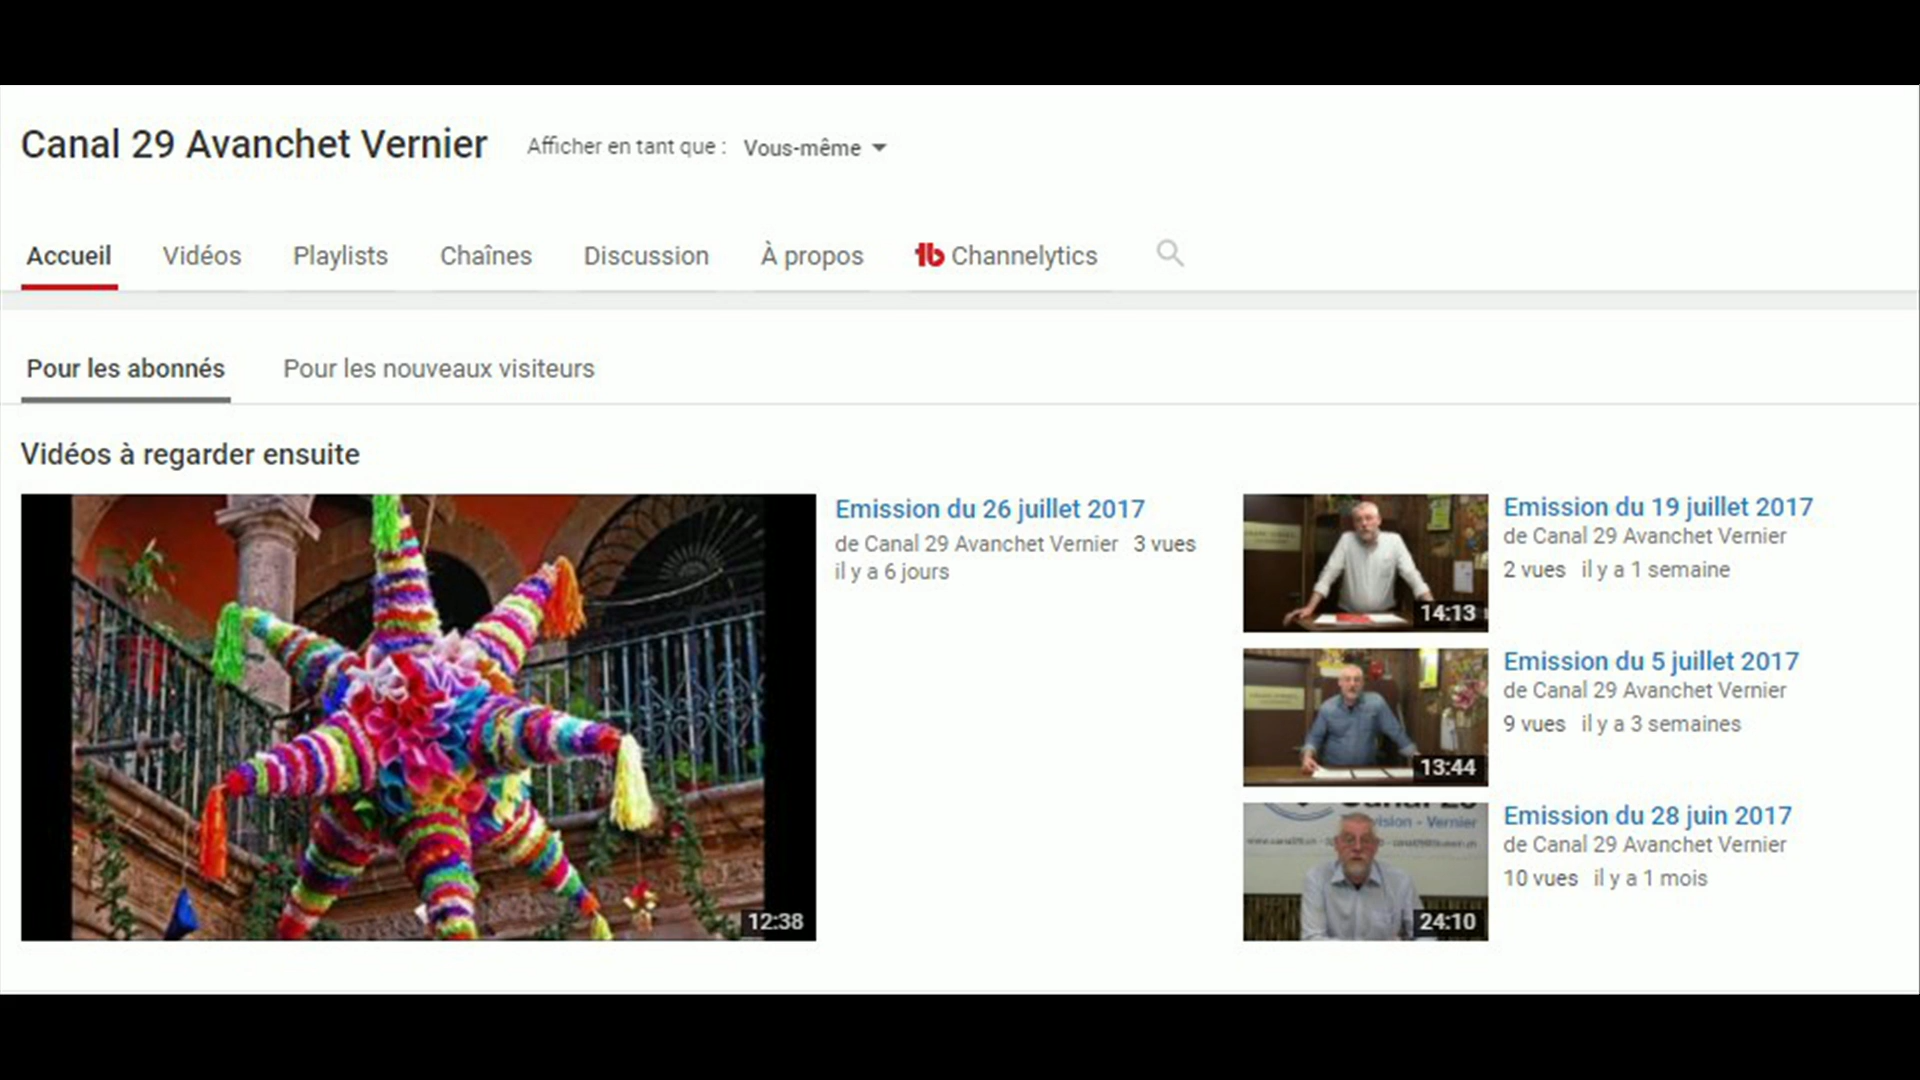 Canal 29 Avanchet Vernier
Afficher en tant que : Vous-même
Accueil Vidéos Playlists Chaînes Discussion À propos Channelytics
Pour les abonnés Pour les nouveaux visiteurs
Vidéos à regarder ensuite
12:38
Emission du 26 juillet 2017
de Canal 29 Avanchet Vernier 3 vues
il y a 6 jours
14:13
Emission du 19 juillet 2017
de Canal 29 Avanchet Vernier
2 vues il y a 1 semaine
13:44
Emission du 5 juillet 2017
de Canal 29 Avanchet Vernier
9 vues il y a 3 semaines
Vernier
24:10
Emission du 28 juin 2017
de Canal 29 Avanchet Vernier
10 vues il y a 1 mois